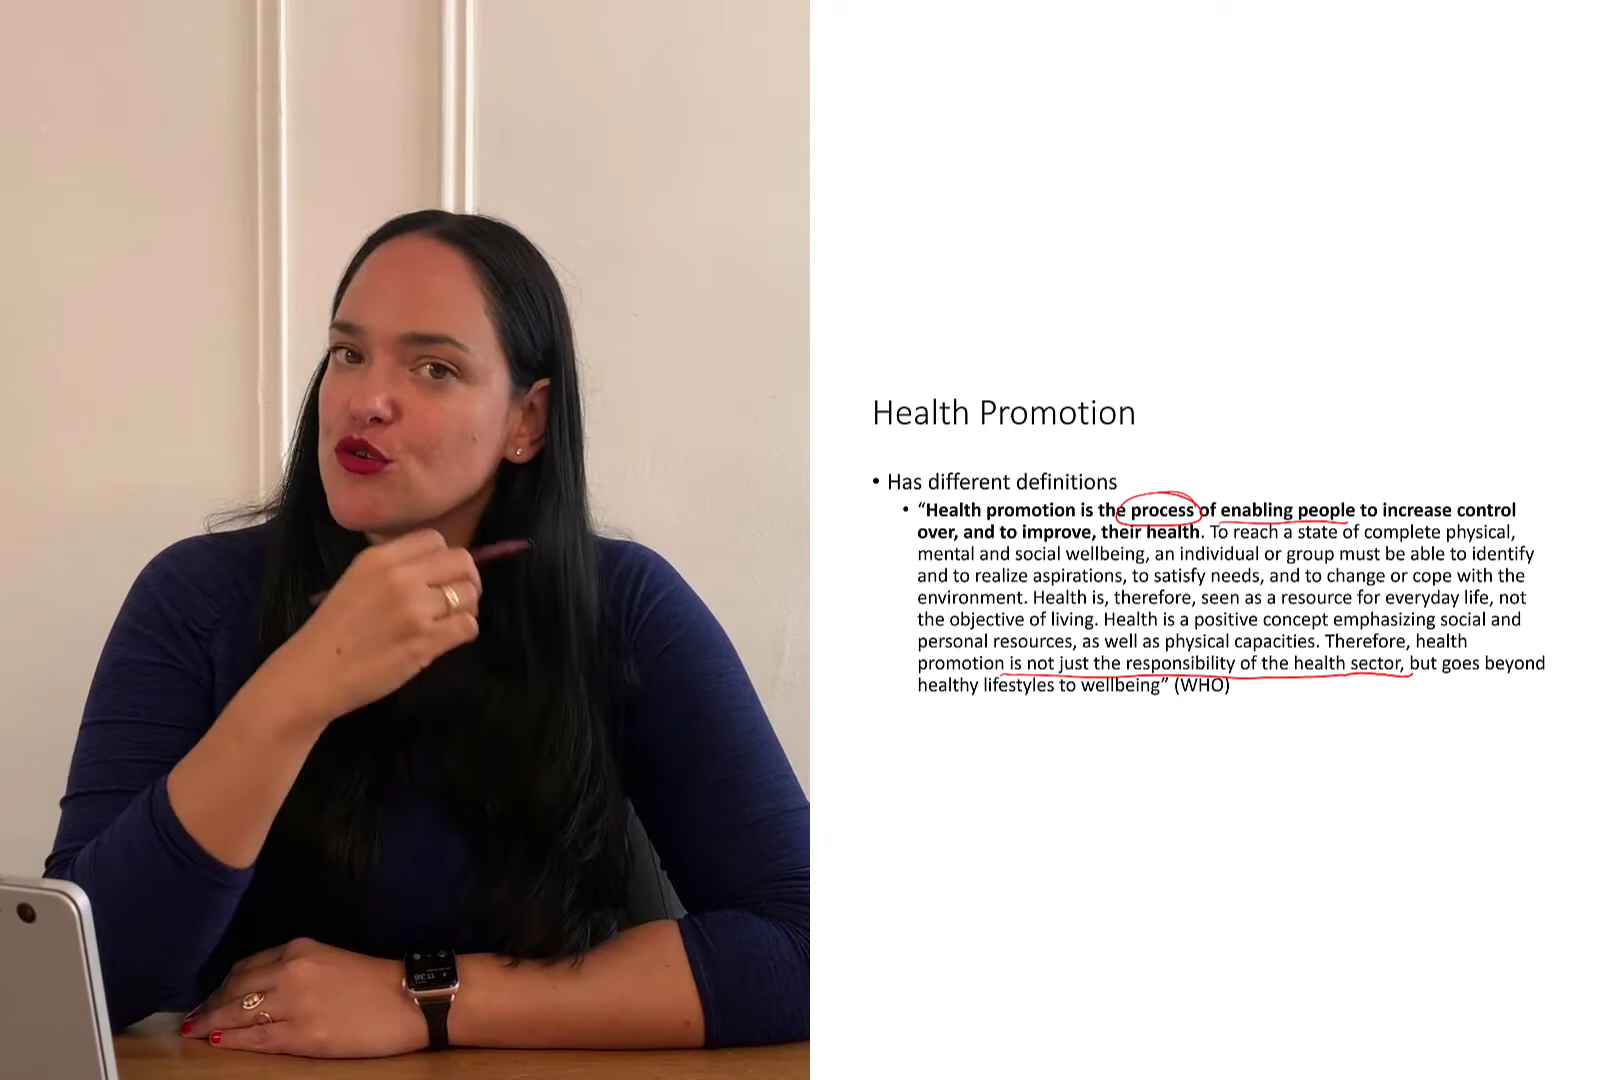 Health Promotion
• Has different definitions
• “Health promotion is the process of enabling people to increase control
over, and to improve, their health. To reach a state of complete physical,
mental and social wellbeing, an individual or group must be able to identify
and to realize aspirations, to satisfy needs, and to change or cope with the
environment. Health is, therefore, seen as a resource for everyday life, not
the objective of living. Health is a positive concept emphasizing social and
personal resources, as well as physical capacities. Therefore, health
promotion is not just the responsibility of the health sector, but goes beyond
healthy lifestyles to wellbeing” (WHO)
11:38